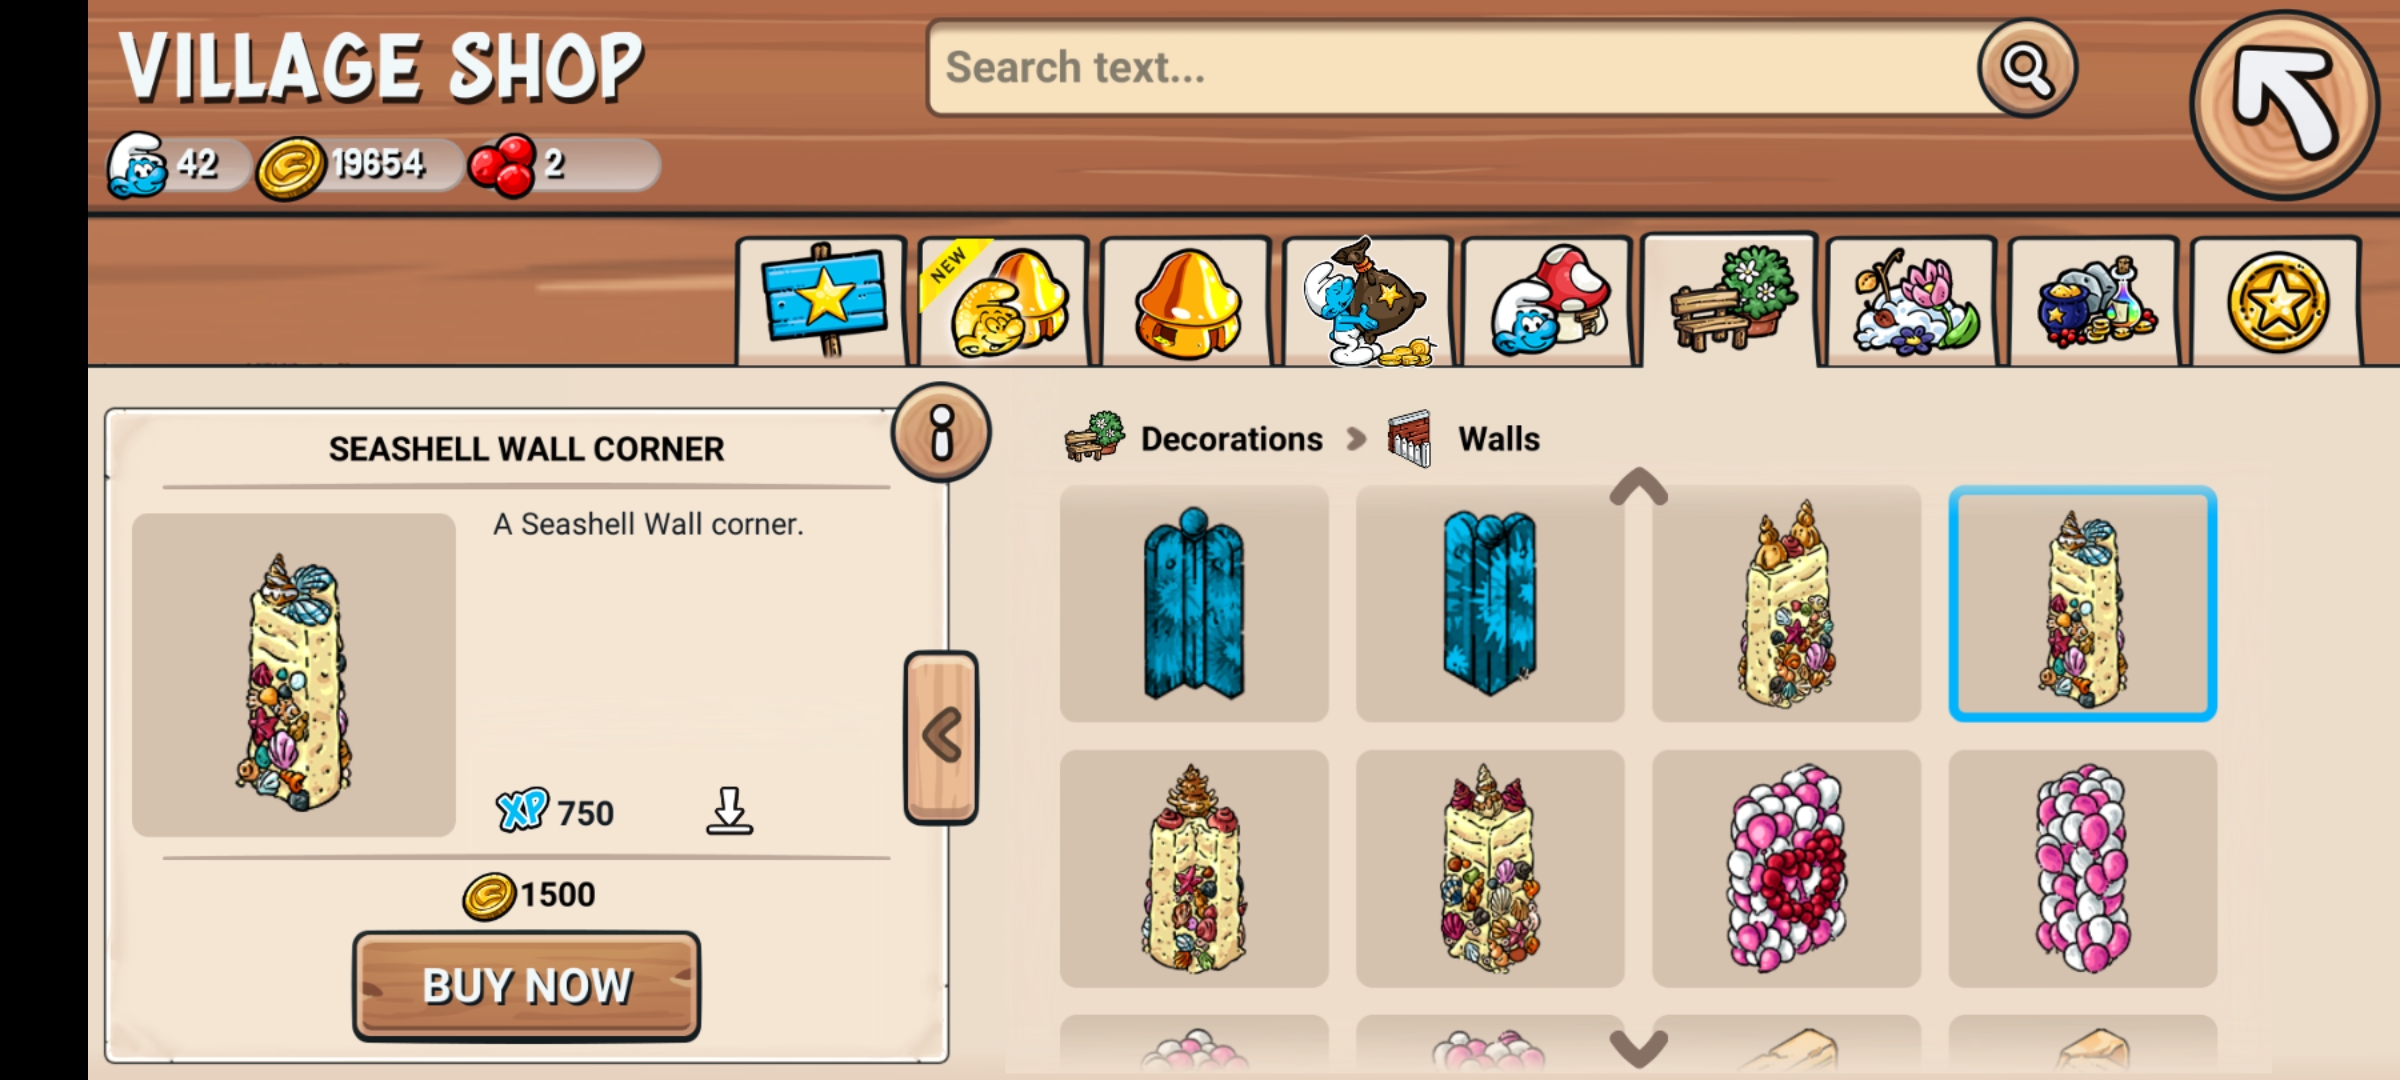 VILLAGE SHOP
Search text...
42
19654
2
NEW
SEASHELL WALL CORNER
A Seashell Wall corner.
XP 750
1500
BUY NOW
Decorations
Walls